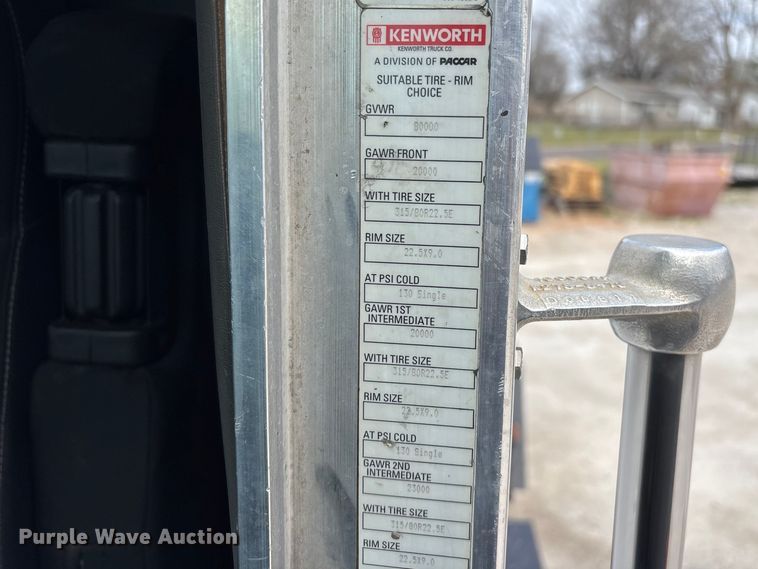 KENWORTH
KENWORTH TRUCK CO.
A DIVISION OF PACCAR
SUITABLE TIRE - RIM
CHOICE
GVWR
80000
GAWR FRONT
20000
WITH TIRE SIZE
315/80R22.5E
RIM SIZE
22.5X9.0
AT PSI COLD
130 Single
GAWR 1ST
INTERMEDIATE
20000
WITH TIRE SIZE
315/80R22.5E
RIM SIZE
22.5X9.0
AT PSI COLD
130 Single
GAWR 2ND
INTERMEDIATE
23000
WITH TIRE SIZE
315/80R22.5E
RIM SIZE
22.5X9.0
Purple Wave Auction